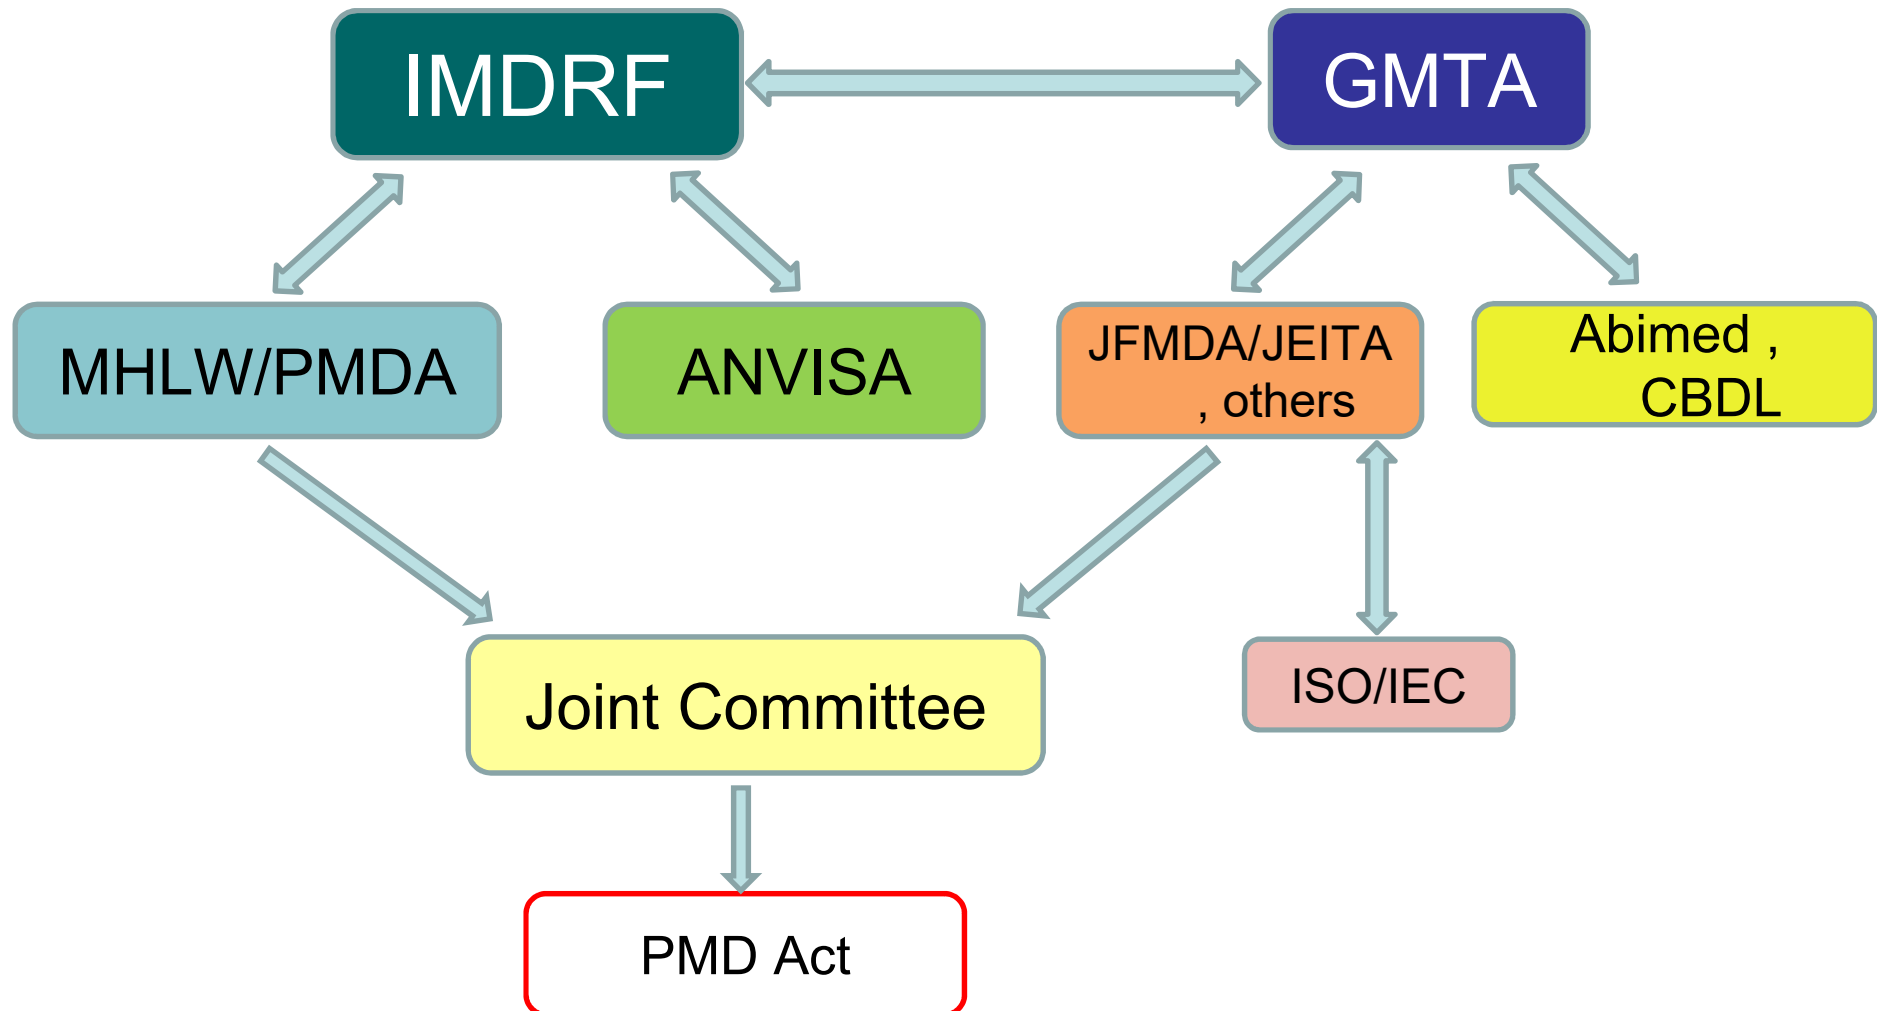 IMDRF
GMTA
MHLW/PMDA
ANVISA
JFMDA/JEITA
, others
Abimed ,
CBDL
Joint Committee
ISO/IEC
PMD Act